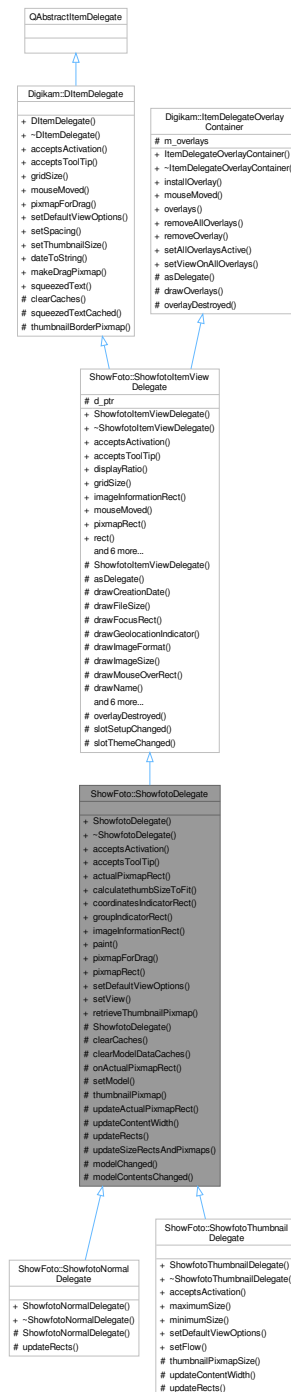 QAbstractItemDelegate
Digikam::DItemDelegate
+ DItemDelegate()
+ ~DItemDelegate()
+ acceptsActivation()
+ acceptsToolTip()
+ gridSize()
+ mouseMoved()
+ pixmapForDrag()
+ setDefaultViewOptions()
+ setSpacing()
+ setThumbnailSize()
+ dateToString()
+ makeDragPixmap()
+ squeezedText()
# clearCaches()
# squeezedTextCached()
# thumbnailBorderPixmap()
Digikam::ItemDelegateOverlay
Container
# m_overlays
+ ItemDelegateOverlayContainer()
+ ~ItemDelegateOverlayContainer()
+ installOverlay()
+ mouseMoved()
+ overlays()
+ removeAllOverlays()
+ removeOverlay()
+ setAllOverlaysActive()
+ setViewOnAllOverlays()
# asDelegate()
# drawOverlays()
# overlayDestroyed()
ShowFoto::ShowfotoItemView
Delegate
# d_ptr
+ ShowfotoItemViewDelegate()
+ ~ShowfotoItemViewDelegate()
+ acceptsActivation()
+ acceptsToolTip()
+ displayRatio()
+ gridSize()
+ imageInformationRect()
+ mouseMoved()
+ pixmapRect()
+ rect()
and 6 more...
# ShowfotoItemViewDelegate()
# asDelegate()
# drawCreationDate()
# drawFileSize()
# drawFocusRect()
# drawGeolocationIndicator()
# drawImageFormat()
# drawImageSize()
# drawMouseOverRect()
# drawName()
and 6 more...
# overlayDestroyed()
# slotSetupChanged()
# slotThemeChanged()
ShowFoto::ShowfotoDelegate
+ ShowfotoDelegate()
+ ~ShowfotoDelegate()
+ acceptsActivation()
+ acceptsToolTip()
+ actualPixmapRect()
+ calculatethumbSizeToFit()
+ coordinatesIndicatorRect()
+ groupIndicatorRect()
+ imageInformationRect()
+ paint()
+ pixmapForDrag()
+ pixmapRect()
+ setDefaultViewOptions()
+ setView()
+ retrieveThumbnailPixmap()
# ShowfotoDelegate()
# clearCaches()
# clearModelDataCaches()
# onActualPixmapRect()
# setModel()
# thumbnailPixmap()
# updateActualPixmapRect()
# updateContentWidth()
# updateRects()
# updateSizeRectsAndPixmaps()
# modelChanged()
# modelContentsChanged()
ShowFoto::ShowfotoNormal
Delegate
+ ShowfotoNormalDelegate()
+ ~ShowfotoNormalDelegate()
# ShowfotoNormalDelegate()
# updateRects()
ShowFoto::ShowfotoThumbnail
Delegate
+ ShowfotoThumbnailDelegate()
+ ~ShowfotoThumbnailDelegate()
+ acceptsActivation()
+ maximumSize()
+ minimumSize()
+ setDefaultViewOptions()
+ setFlow()
# thumbnailPixmapSize()
# updateContentWidth()
# updateRects()